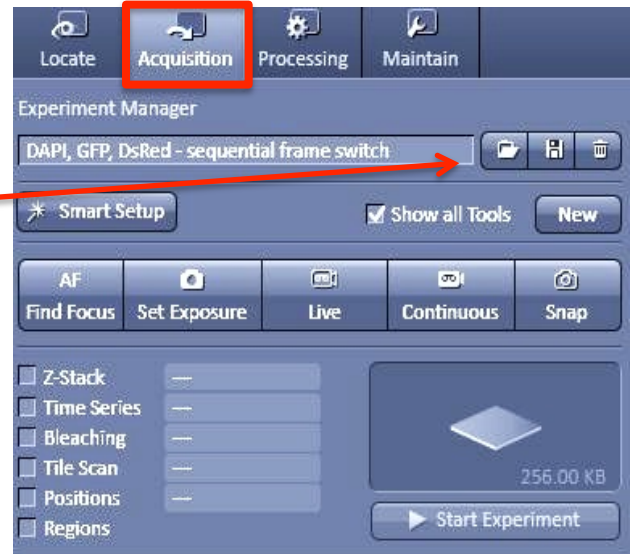 Locate Acquisition Processing Maintain
Experiment Manager
DAPI, GFP, DsRed - sequential frame switch
Smart Setup Show all Tools New
AF
Find Focus Set Exposure Live Continuous Snap
Z-Stack ---
Time Series ---
Bleaching ---
Tile Scan ---
Positions ---
Regions
256.00 KB
Start Experiment